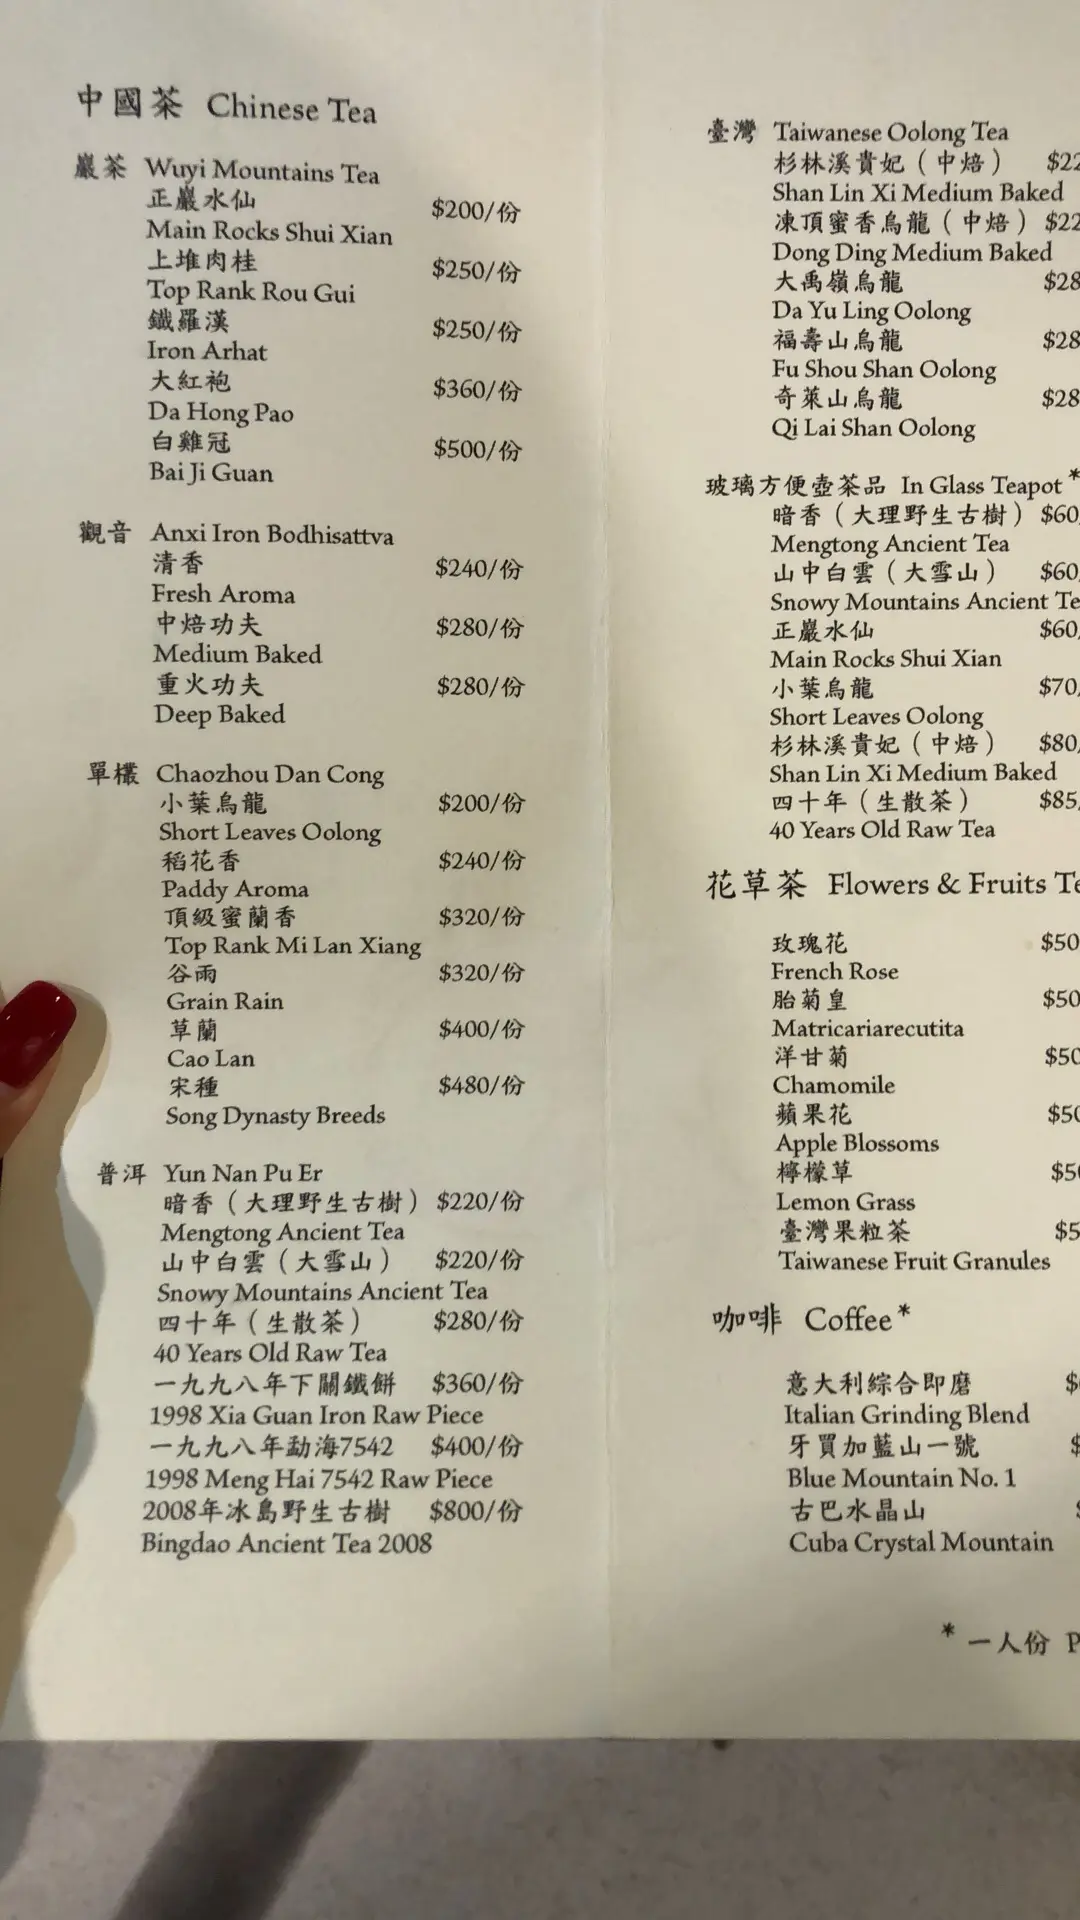 中國茶 Chinese Tea
巖茶 Wuyi Mountains Tea
正巖水仙 $200/份
Main Rocks Shui Xian
上堆肉桂 $250/份
Top Rank Rou Gui
鐵羅漢 $250/份
Iron Arhat
大紅袍 $360/份
Da Hong Pao
白雞冠 $500/份
Bai Ji Guan
觀音 Anxi Iron Bodhisattva
清香 $240/份
Fresh Aroma
中焙功夫 $280/份
Medium Baked
重火功夫 $280/份
Deep Baked
單欉 Chaozhou Dan Cong
小葉烏龍 $200/份
Short Leaves Oolong
稻花香 $240/份
Paddy Aroma
頂級蜜蘭香 $320/份
Top Rank Mi Lan Xiang
谷雨 $320/份
Grain Rain
草蘭 $400/份
Cao Lan
宋種 $480/份
Song Dynasty Breeds
普洱 Yun Nan Pu Er
暗香（大理野生古樹） $220/份
Mengtong Ancient Tea
山中白雲（大雪山） $220/份
Snowy Mountains Ancient Tea
四十年（生散茶） $280/份
40 Years Old Raw Tea
一九九八年下關鐵餅 $360/份
1998 Xia Guan Iron Raw Piece
一九九八年勐海7542 $400/份
1998 Meng Hai 7542 Raw Piece
2008年冰島野生古樹 $800/份
Bingdao Ancient Tea 2008
臺灣 Taiwanese Oolong Tea
杉林溪貴妃（中焙） $22
Shan Lin Xi Medium Baked
凍頂蜜香烏龍（中焙） $22
Dong Ding Medium Baked
大禹嶺烏龍 $28
Da Yu Ling Oolong
福壽山烏龍 $28
Fu Shou Shan Oolong
奇萊山烏龍 $28
Qi Lai Shan Oolong
玻璃方便壺茶品 In Glass Teapot *
暗香（大理野生古樹） $60/
Mengtong Ancient Tea
山中白雲（大雪山） $60/
Snowy Mountains Ancient Te
正巖水仙 $60/
Main Rocks Shui Xian
小葉烏龍 $70/
Short Leaves Oolong
杉林溪貴妃（中焙） $80/
Shan Lin Xi Medium Baked
四十年（生散茶） $85/
40 Years Old Raw Tea
花草茶 Flowers & Fruits Te
玫瑰花 $50
French Rose
胎菊皇 $50
Matricariarecutita
洋甘菊 $50
Chamomile
蘋果花 $50
Apple Blossoms
檸檬草 $50
Lemon Grass
臺灣果粒茶 $5
Taiwanese Fruit Granules
咖啡 Coffee *
意大利綜合即磨 $
Italian Grinding Blend
牙買加藍山一號 $
Blue Mountain No. 1
古巴水晶山
Cuba Crystal Mountain
* 一人份 P